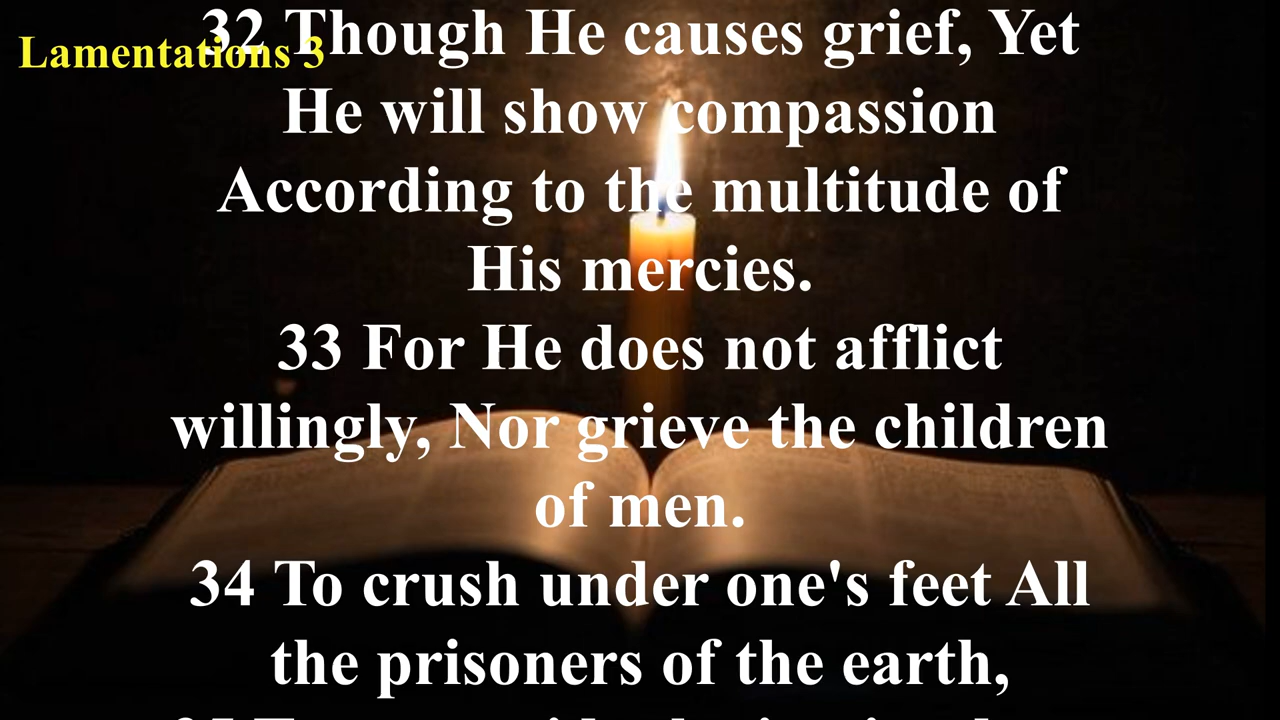 Lamentations 3
32 Though He causes grief, Yet
He will show compassion
According to the multitude of
His mercies.
33 For He does not afflict
willingly, Nor grieve the children
of men.
34 To crush under one's feet All
the prisoners of the earth,